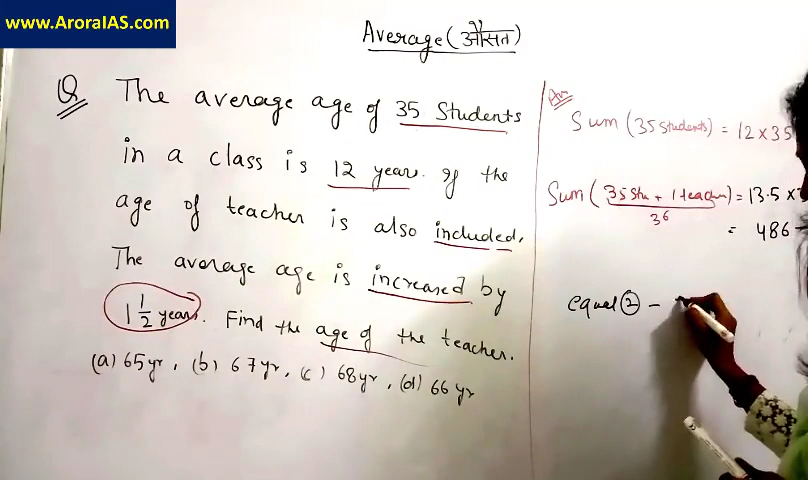 www.AroraIAS.com
Average (औसत)
Q. The average age of 35 Students
in a class is 12 years. If the
age of teacher is also included,
The average age is increased by
1 1/2 years. Find the age of the teacher.
(a) 65yr, (b) 67yr, (c) 68yr, (d) 66yr
Ans
Sum (35 students) = 12 × 35
Sum (35 Stu + 1 teacher) = 13.5 ×
36
= 486
equal ② -